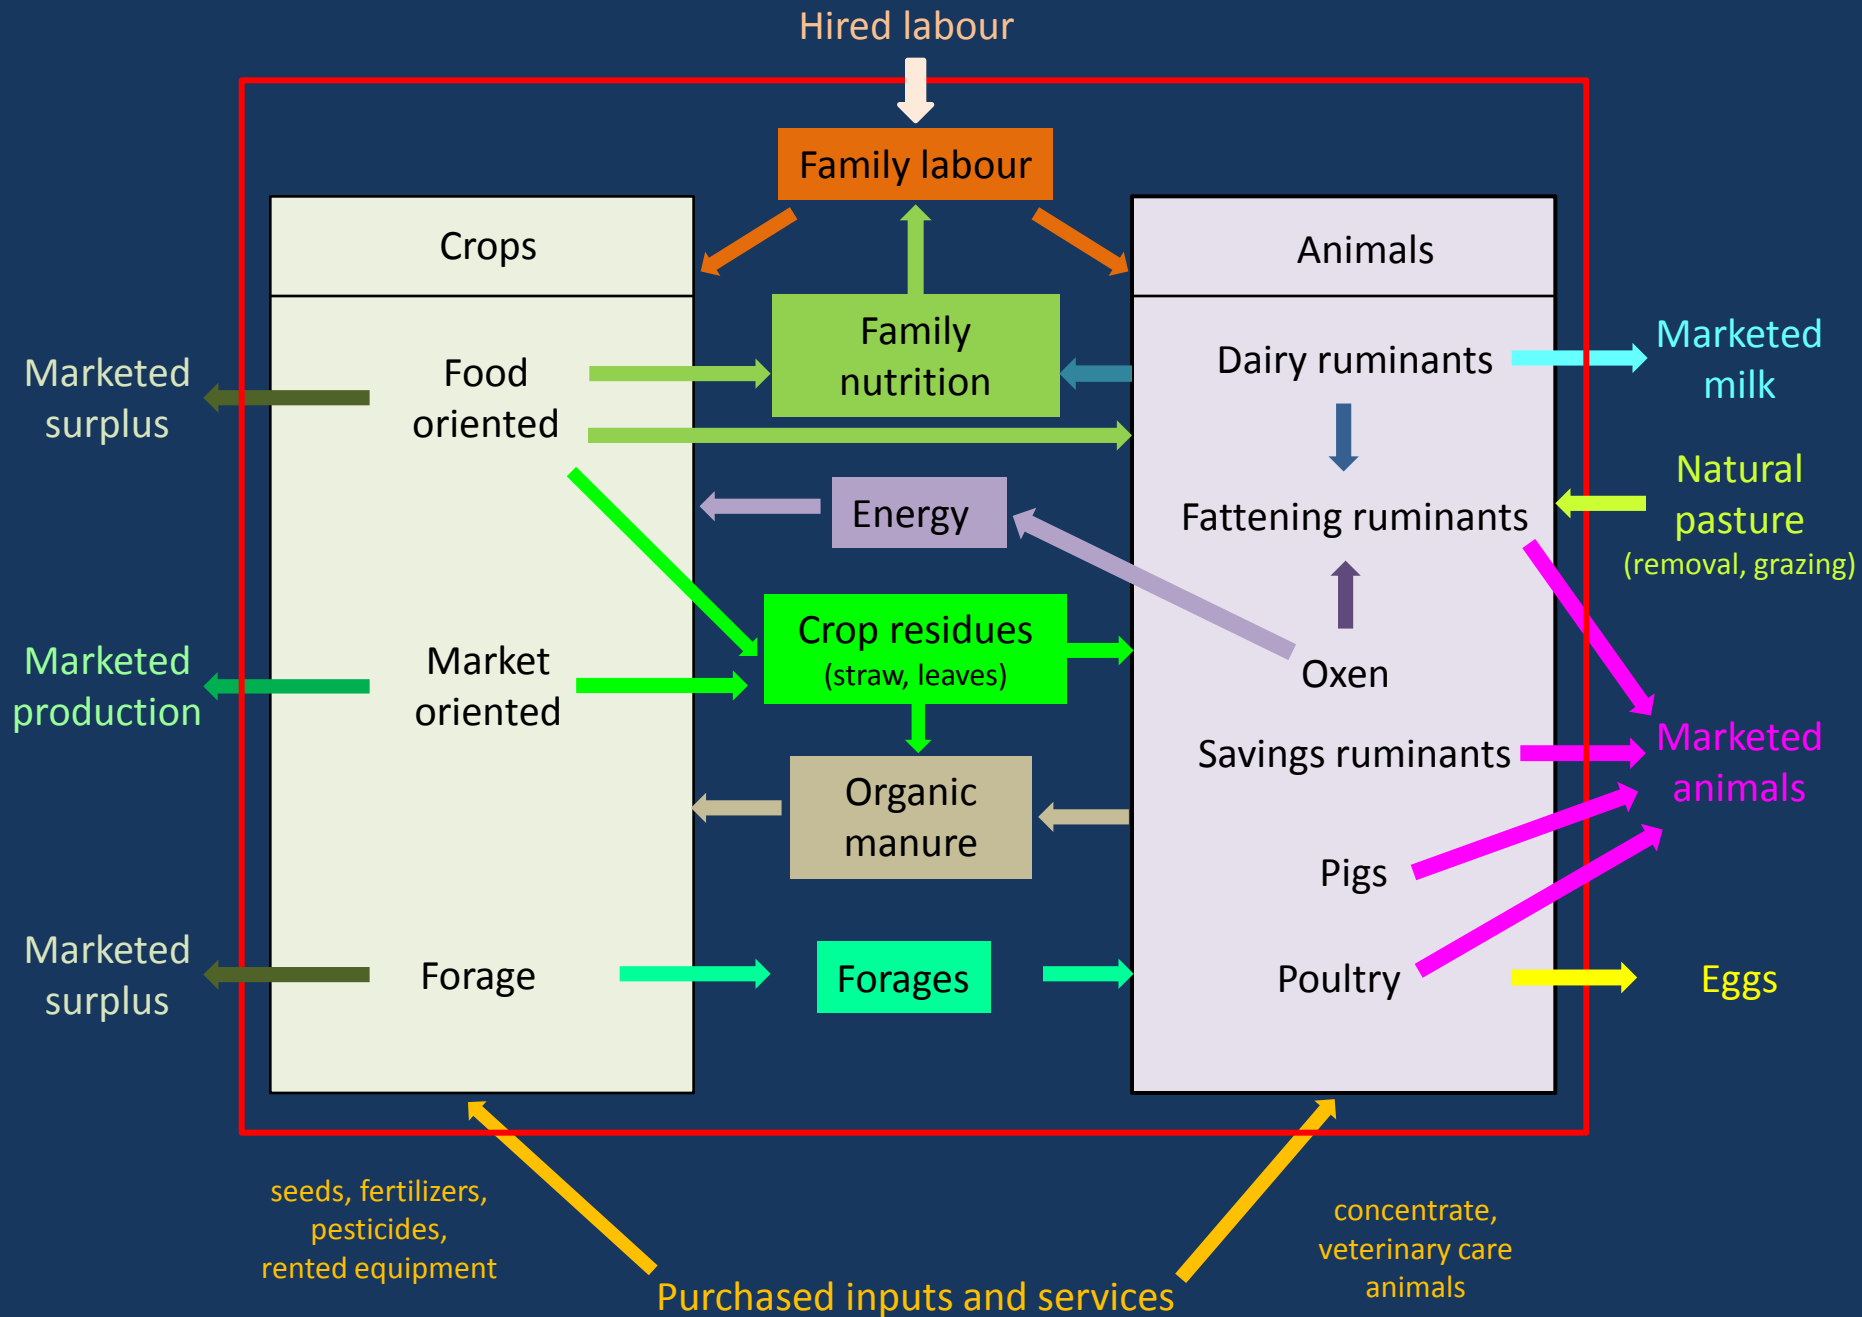 Hired labour
Family labour
Crops
Animals
Marketed
surplus
Food
oriented
Family
nutrition
Dairy ruminants
Marketed
milk
Energy
Fattening ruminants
Natural
pasture
(removal, grazing)
Marketed
production
Market
oriented
Crop residues
(straw, leaves)
Oxen
Savings ruminants
Marketed
animals
Organic
manure
Pigs
Marketed
surplus
Forage
Forages
Poultry
Eggs
seeds, fertilizers,
pesticides,
rented equipment
concentrate,
veterinary care
animals
Purchased inputs and services